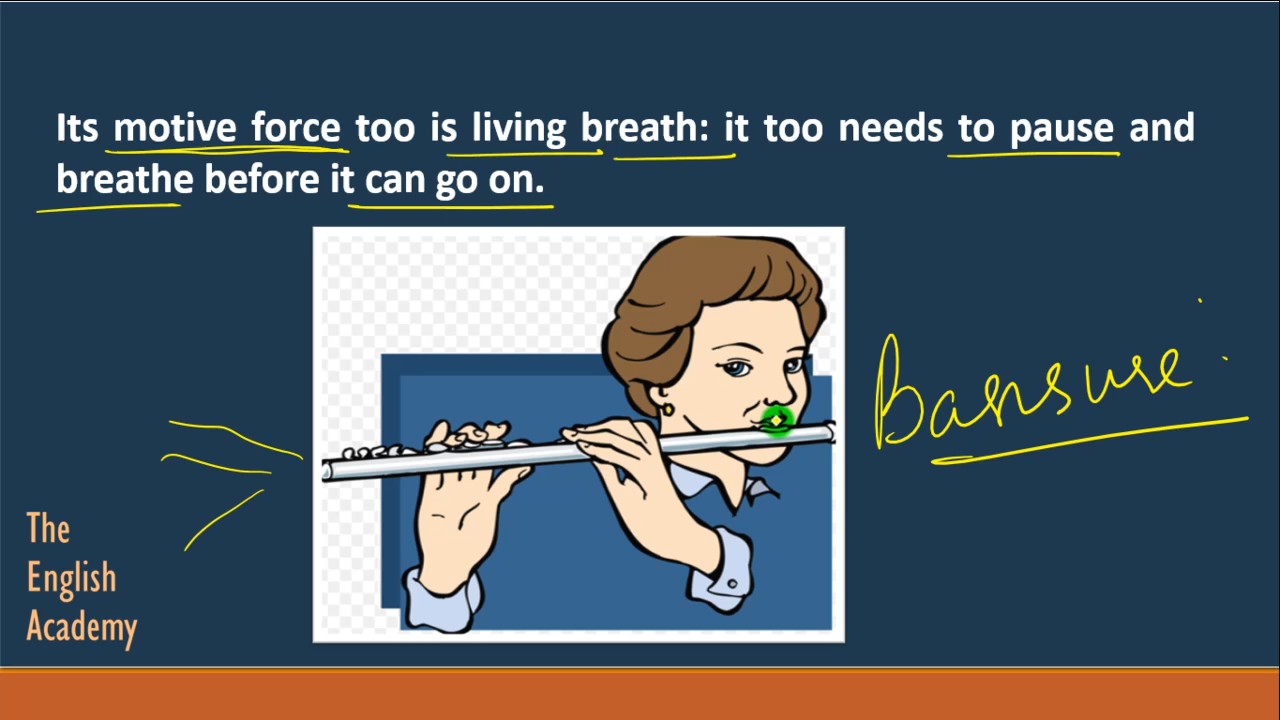 Its motive force too is living breath: it too needs to pause and
breathe before it can go on.
Bansure
The
English
Academy